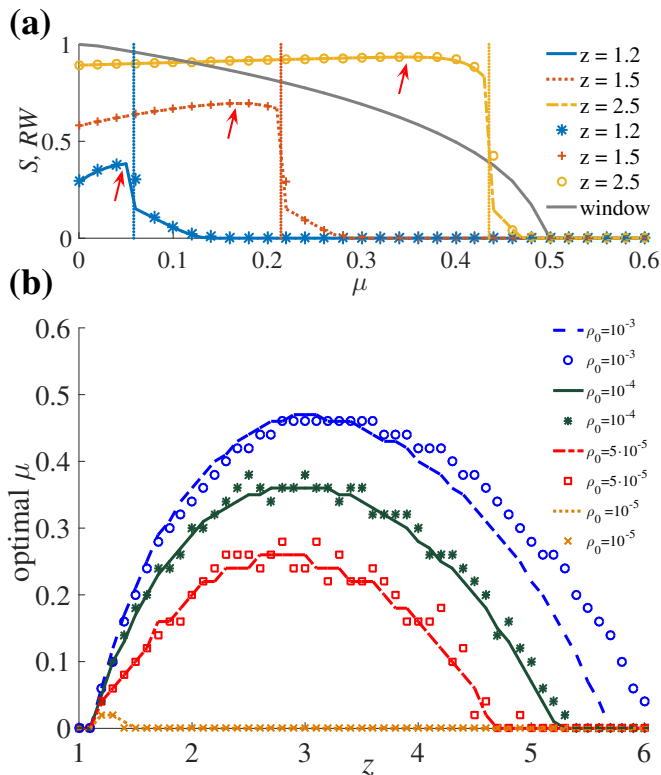 (a)
1
0.5
0
S, RW
0
0.1
0.2
0.3
0.4
0.5
0.6
μ
z = 1.2
z = 1.5
z = 2.5
z = 1.2
z = 1.5
z = 2.5
window
(b)
0.6
0.5
0.4
0.3
0.2
0.1
0
optimal μ
1
2
3
4
5
6
z
ρ₀=10⁻³
ρ₀=10⁻³
ρ₀=10⁻⁴
ρ₀=10⁻⁴
ρ₀=5·10⁻⁵
ρ₀=5·10⁻⁵
ρ₀ =10⁻⁵
ρ₀=10⁻⁵